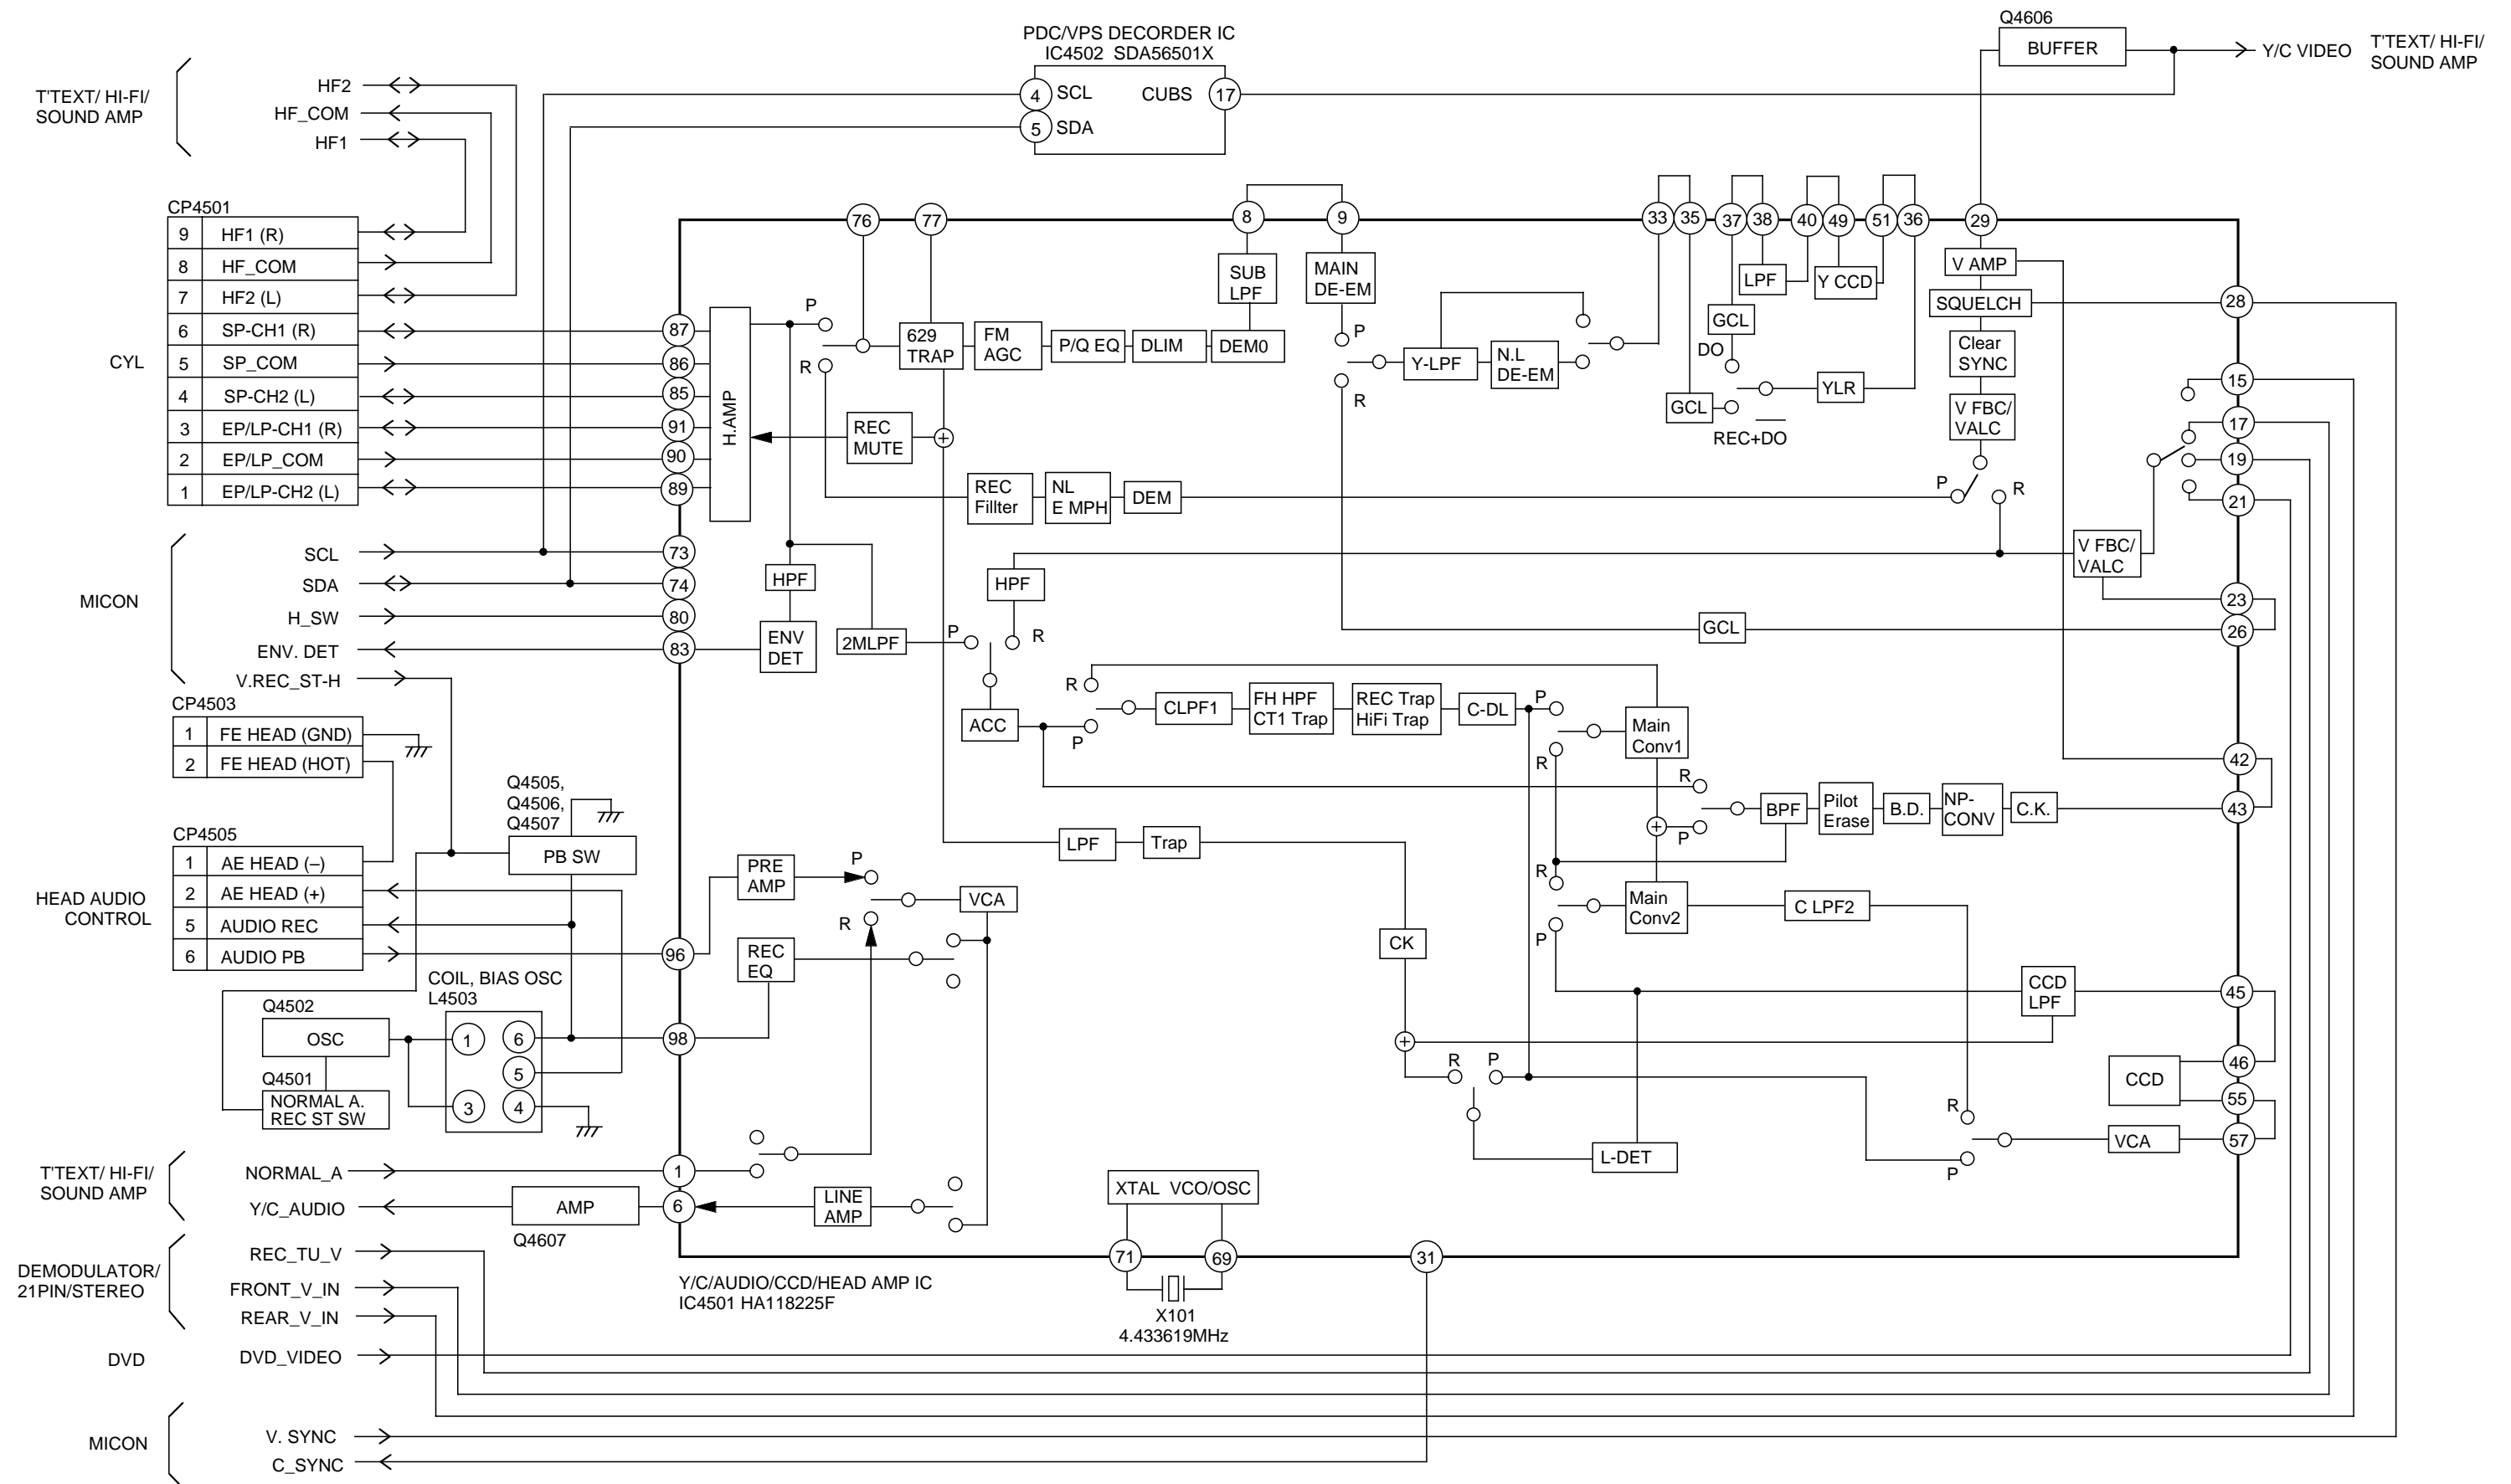 PDC/VPS DECORDER IC
IC4502 SDA56501X
4 SCL
5 SDA
CUBS 17
Q4606
BUFFER
Y/C VIDEO
T'TEXT/ HI-FI/
SOUND AMP
T'TEXT/ HI-FI/
SOUND AMP
HF2
HF_COM
HF1
CYL
CP4501
9 HF1 (R)
8 HF_COM
7 HF2 (L)
6 SP-CH1 (R)
5 SP_COM
4 SP-CH2 (L)
3 EP/LP-CH1 (R)
2 EP/LP_COM
1 EP/LP-CH2 (L)
MICON
SCL
SDA
H_SW
ENV. DET
V.REC_ST-H
CP4503
1 FE HEAD (GND)
2 FE HEAD (HOT)
HEAD AUDIO
CONTROL
CP4505
1 AE HEAD (–)
2 AE HEAD (+)
5 AUDIO REC
6 AUDIO PB
Q4505,
Q4506,
Q4507
PB SW
COIL, BIAS OSC
L4503
1
6
5
3
4
Q4502
OSC
Q4501
NORMAL A.
REC ST SW
T'TEXT/ HI-FI/
SOUND AMP
NORMAL_A
Y/C_AUDIO
AMP
Q4607
DEMODULATOR/
21PIN/STEREO
REC_TU_V
FRONT_V_IN
REAR_V_IN
DVD
DVD_VIDEO
MICON
V. SYNC
C_SYNC
76
77
8
9
33
35
37
38
40
49
51
36
29
87
86
85
91
90
89
73
74
80
83
96
98
1
6
28
15
17
19
21
23
26
42
43
45
46
55
57
71
69
31
H.AMP
P
R
629
TRAP
FM
AGC
P/Q EQ
DLIM
DEM0
SUB
LPF
MAIN
DE-EM
P
R
Y-LPF
N.L
DE-EM
GCL
GCL
DO
REC+DO
LPF
Y CCD
YLR
V AMP
SQUELCH
Clear
SYNC
V FBC/
VALC
P
R
REC
MUTE
+
REC
Fillter
NL
E MPH
DEM
V FBC/
VALC
HPF
ENV
DET
2MLPF
P
R
HPF
GCL
ACC
R
P
CLPF1
FH HPF
CT1 Trap
REC Trap
HiFi Trap
C-DL
P
R
Main
Conv1
R
P
+
BPF
Pilot
Erase
B.D.
NP-
CONV
C.K.
LPF
Trap
R
P
Main
Conv2
C LPF2
PRE
AMP
P
R
VCA
REC
EQ
CK
+
R
P
CCD
LPF
CCD
L-DET
R
P
VCA
LINE
AMP
XTAL VCO/OSC
X101
4.433619MHz
Y/C/AUDIO/CCD/HEAD AMP IC
IC4501 HA118225F